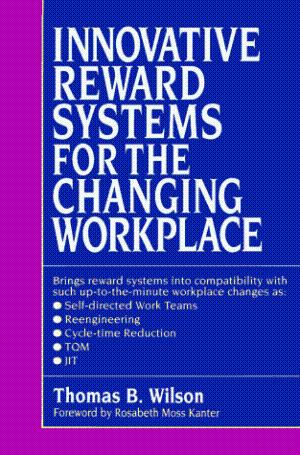 INNOVATIVE
REWARD
SYSTEMS
FOR THE
CHANGING
WORKPLACE
Brings reward systems into compatibility with
such up-to-the-minute workplace changes as:
● Self-directed Work Teams
● Reengineering
● Cycle-time Reduction
● TQM
● JIT
Thomas B. Wilson
Foreword by Rosabeth Moss Kanter